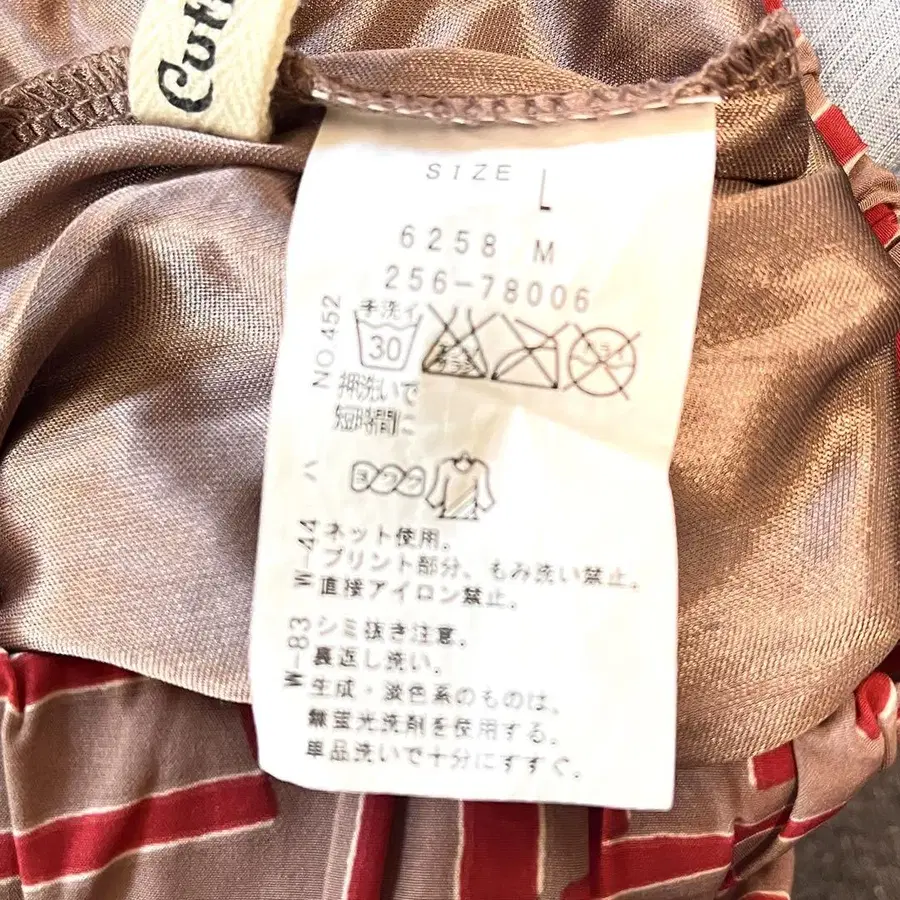 Cut
SIZE L
6258 M
256-78006
NO.452
手洗イ
30
押洗いで
短時間に
ハ
ヨワク
W-44
ネット使用。
プリント部分、もみ洗い禁止。
直接アイロン禁止。
W-83
シミ抜き注意。
裏返し洗い。
生成・淡色系のものは、
無蛍光洗剤を使用する。
単品洗いで十分にすすぐ。